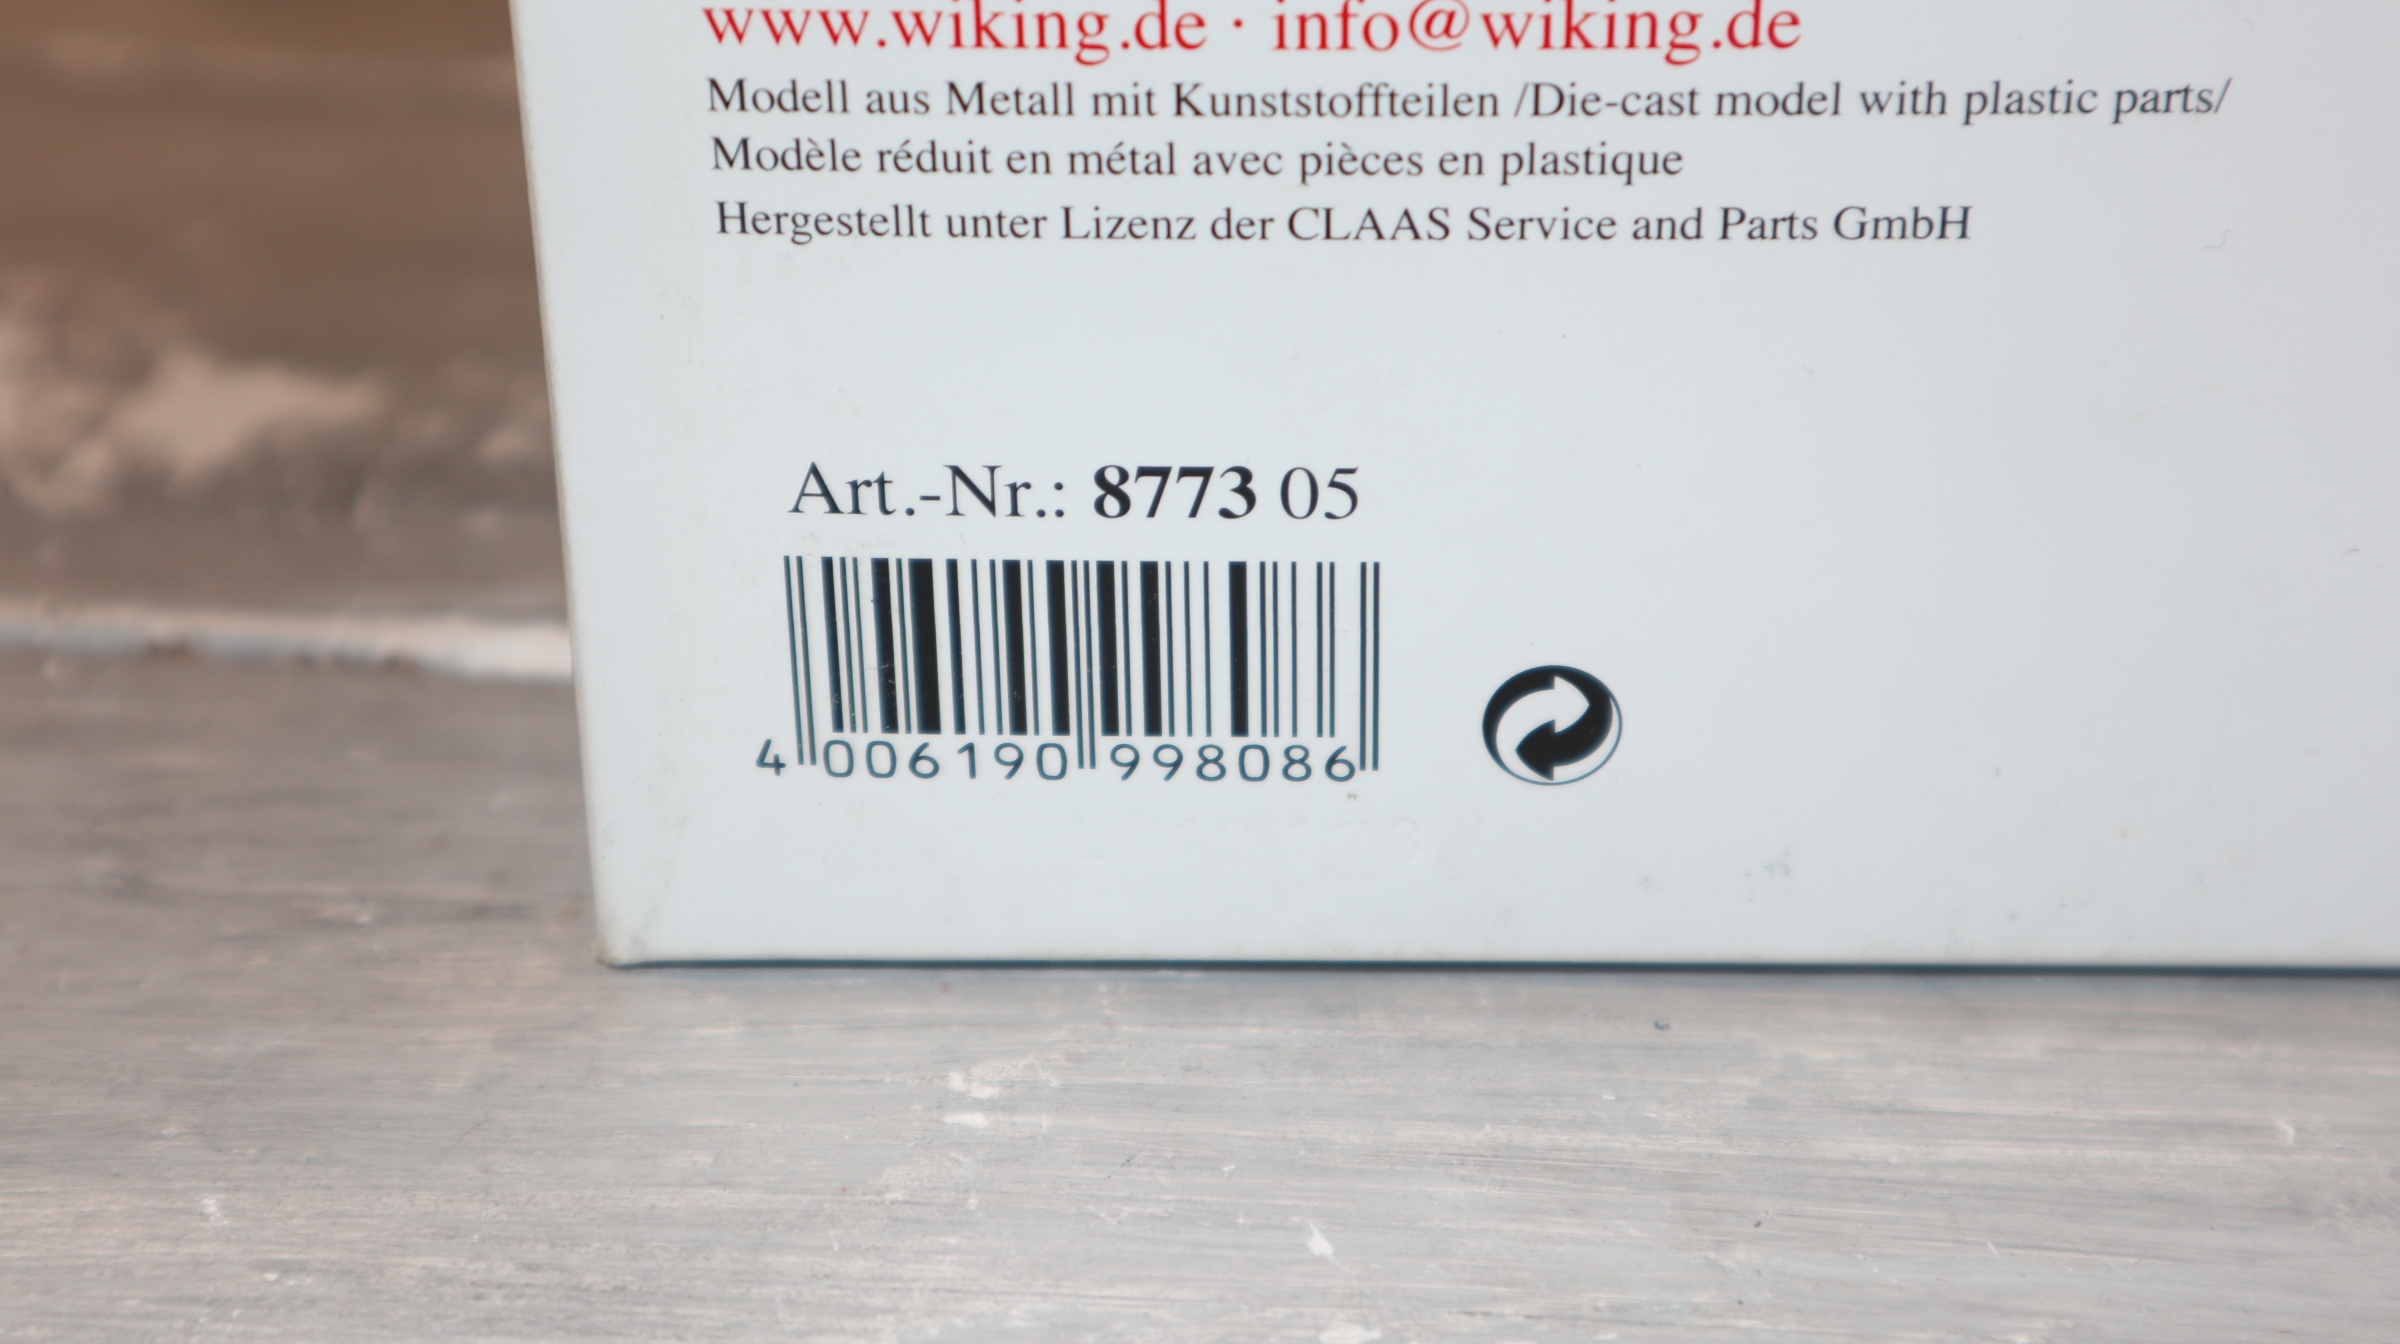 www.wiking.de · info@wiking.de
Modell aus Metall mit Kunststoffteilen /Die-cast model with plastic parts/
Modèle réduit en métal avec pièces en plastique
Hergestellt unter Lizenz der CLAAS Service and Parts GmbH
Art.-Nr.: 8773 05
4 006190 998086